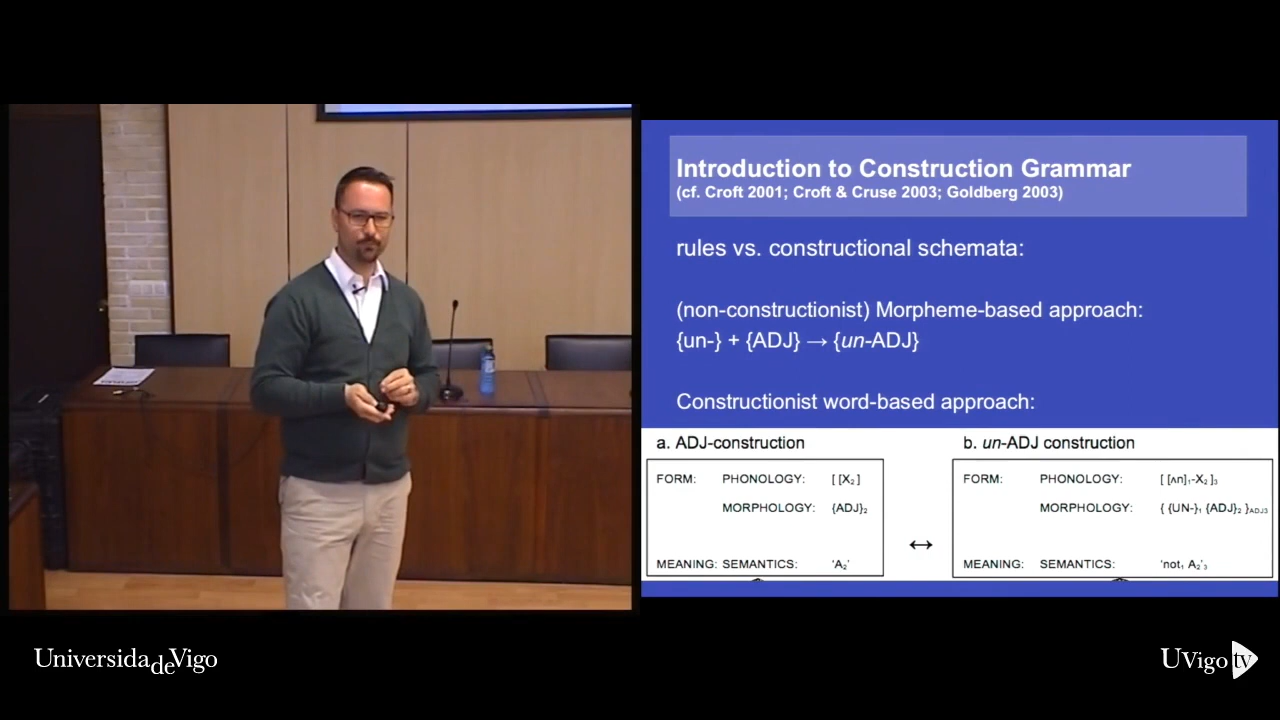 Introduction to Construction Grammar
(cf. Croft 2001; Croft & Cruse 2003; Goldberg 2003)
rules vs. constructional schemata:
(non-constructionist) Morpheme-based approach:
{un-} + {ADJ} → {un-ADJ}
Constructionist word-based approach:
a. ADJ-construction
FORM: PHONOLOGY: [ [X₂ ]
MORPHOLOGY: {ADJ}₂
MEANING: SEMANTICS: 'A₂'
↔
b. un-ADJ construction
FORM: PHONOLOGY: [ [ʌn]₁-X₂ ]₃
MORPHOLOGY: { {UN-}₁ {ADJ}₂ }ADJ3
MEANING: SEMANTICS: 'not₁ A₂'₃
UniversidadeVigo
UVigo tv